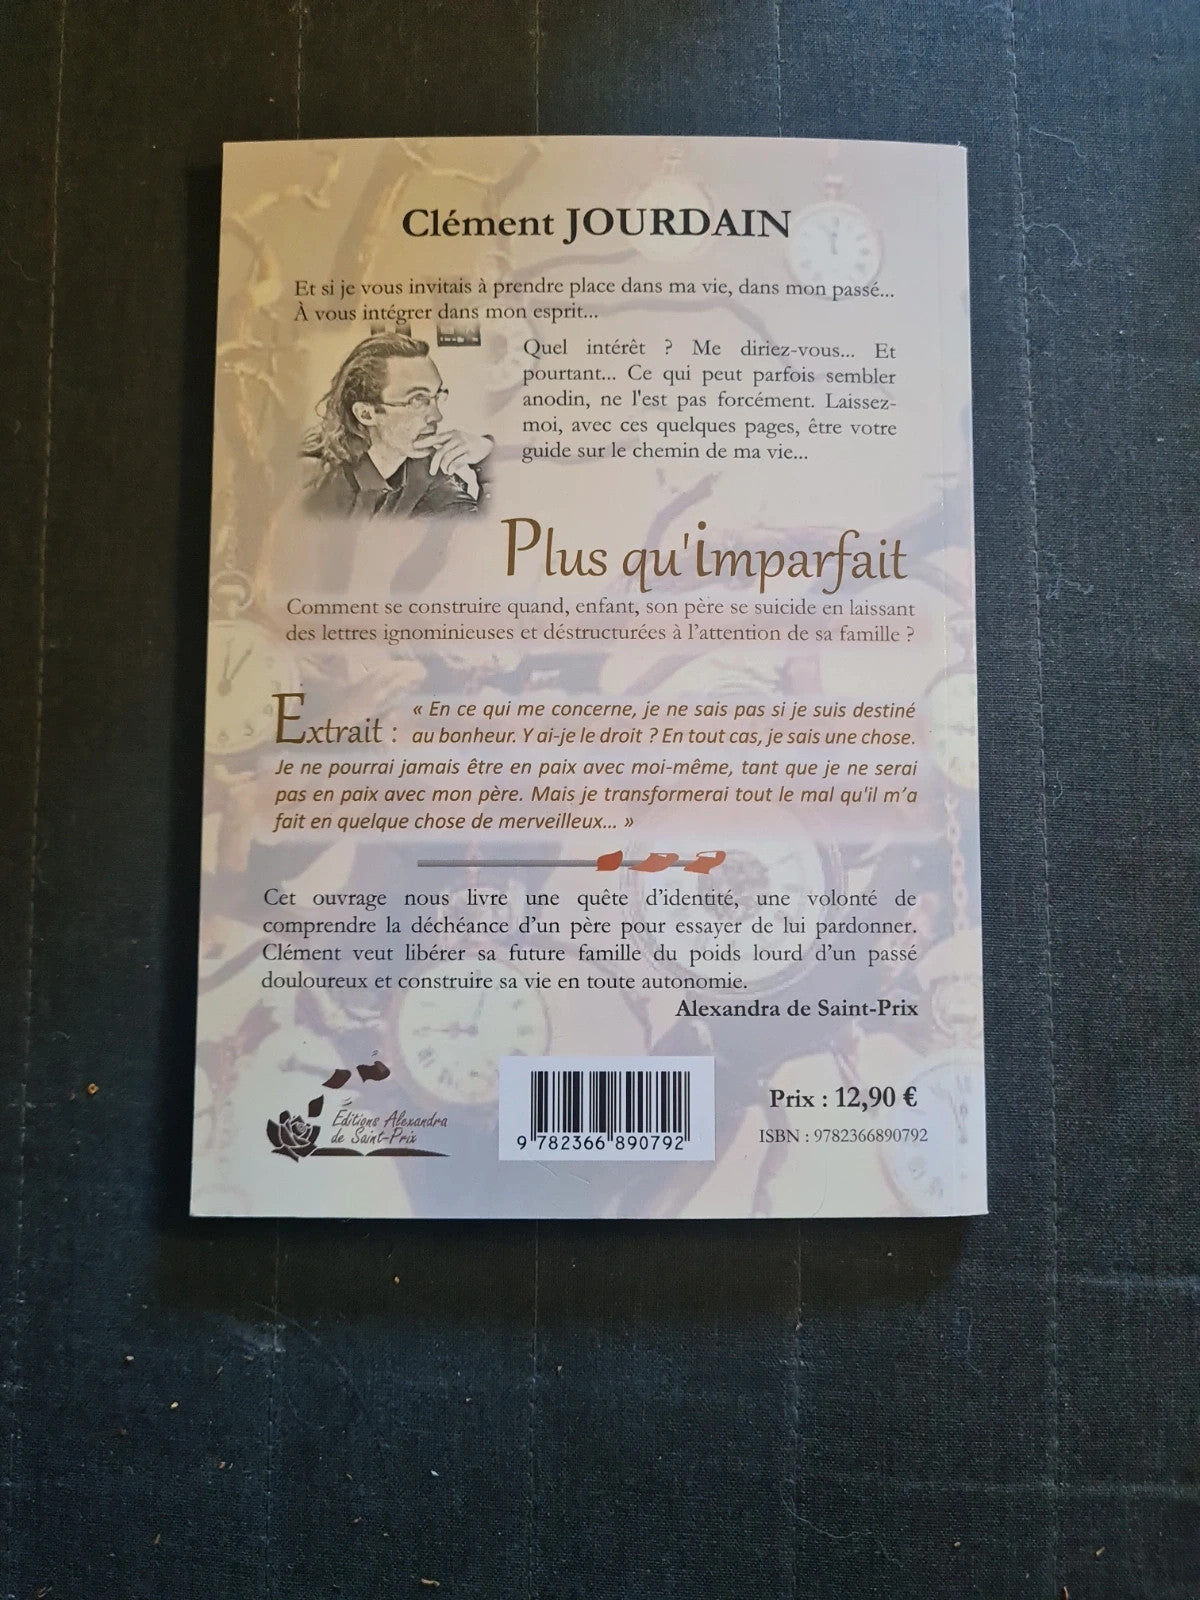 Clément JOURDAIN
Et si je vous invitais à prendre place dans ma vie, dans mon passé...
À vous intégrer dans mon esprit...
Quel intérêt ? Me diriez-vous... Et
pourtant... Ce qui peut parfois sembler
anodin, ne l'est pas forcément. Laissez-
moi, avec ces quelques pages, être votre
guide sur le chemin de ma vie...
Plus qu'imparfait
Comment se construire quand, enfant, son père se suicide en laissant
des lettres ignominieuses et déstructurées à l'attention de sa famille ?
Extrait : « En ce qui me concerne, je ne sais pas si je suis destiné
au bonheur. Y ai-je le droit ? En tout cas, je sais une chose.
Je ne pourrai jamais être en paix avec moi-même, tant que je ne serai
pas en paix avec mon père. Mais je transformerai tout le mal qu'il m'a
fait en quelque chose de merveilleux... »
Cet ouvrage nous livre une quête d'identité, une volonté de
comprendre la déchéance d'un père pour essayer de lui pardonner.
Clément veut libérer sa future famille du poids lourd d'un passé
douloureux et construire sa vie en toute autonomie.
Alexandra de Saint-Prix
Editions Alexandra
de Saint-Prix
9 782366 890792
Prix : 12,90 €
ISBN : 9782366890792